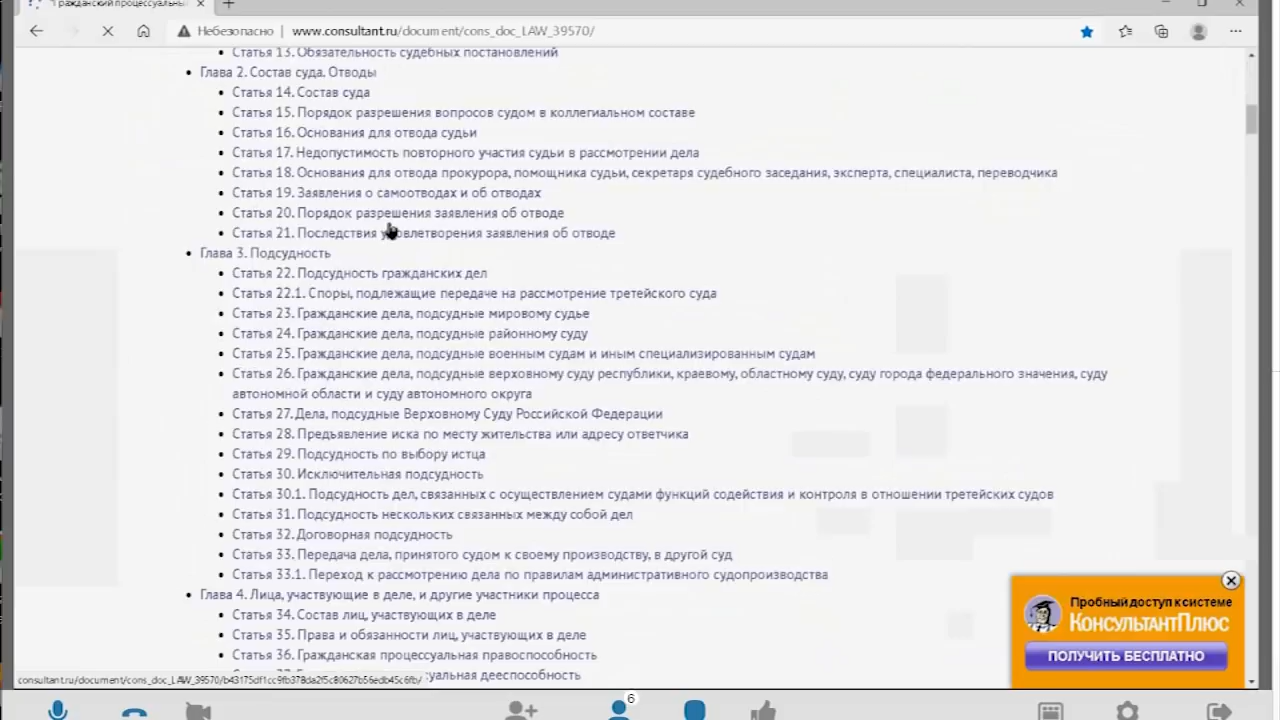 Гражданский процессуальны
Небезопасно | www.consultant.ru/document/cons_doc_LAW_39570/
Статья 13. Обязательность судебных постановлений
Глава 2. Состав суда. Отводы
Статья 14. Состав суда
Статья 15. Порядок разрешения вопросов судом в коллегиальном составе
Статья 16. Основания для отвода судьи
Статья 17. Недопустимость повторного участия судьи в рассмотрении дела
Статья 18. Основания для отвода прокурора, помощника судьи, секретаря судебного заседания, эксперта, специалиста, переводчика
Статья 19. Заявления о самоотводах и об отводах
Статья 20. Порядок разрешения заявления об отводе
Статья 21. Последствия удовлетворения заявления об отводе
Глава 3. Подсудность
Статья 22. Подсудность гражданских дел
Статья 22.1. Споры, подлежащие передаче на рассмотрение третейского суда
Статья 23. Гражданские дела, подсудные мировому судье
Статья 24. Гражданские дела, подсудные районному суду
Статья 25. Гражданские дела, подсудные военным судам и иным специализированным судам
Статья 26. Гражданские дела, подсудные верховному суду республики, краевому, областному суду, суду города федерального значения, суду
автономной области и суду автономного округа
Статья 27. Дела, подсудные Верховному Суду Российской Федерации
Статья 28. Предъявление иска по месту жительства или адресу ответчика
Статья 29. Подсудность по выбору истца
Статья 30. Исключительная подсудность
Статья 30.1. Подсудность дел, связанных с осуществлением судами функций содействия и контроля в отношении третейских судов
Статья 31. Подсудность нескольких связанных между собой дел
Статья 32. Договорная подсудность
Статья 33. Передача дела, принятого судом к своему производству, в другой суд
Статья 33.1. Переход к рассмотрению дела по правилам административного судопроизводства
Глава 4. Лица, участвующие в деле, и другие участники процесса
Статья 34. Состав лиц, участвующих в деле
Статья 35. Права и обязанности лиц, участвующих в деле
Статья 36. Гражданская процессуальная правоспособность
суальная дееспособность
Пробный доступ к системе
КОНСУЛЬТАНТПЛЮС
ПОЛУЧИТЬ БЕСПЛАТНО
consultant.ru/document/cons_doc_LAW_39570/b43175df1cc9fb378da2f5c80627b56edb45c6fb/
6